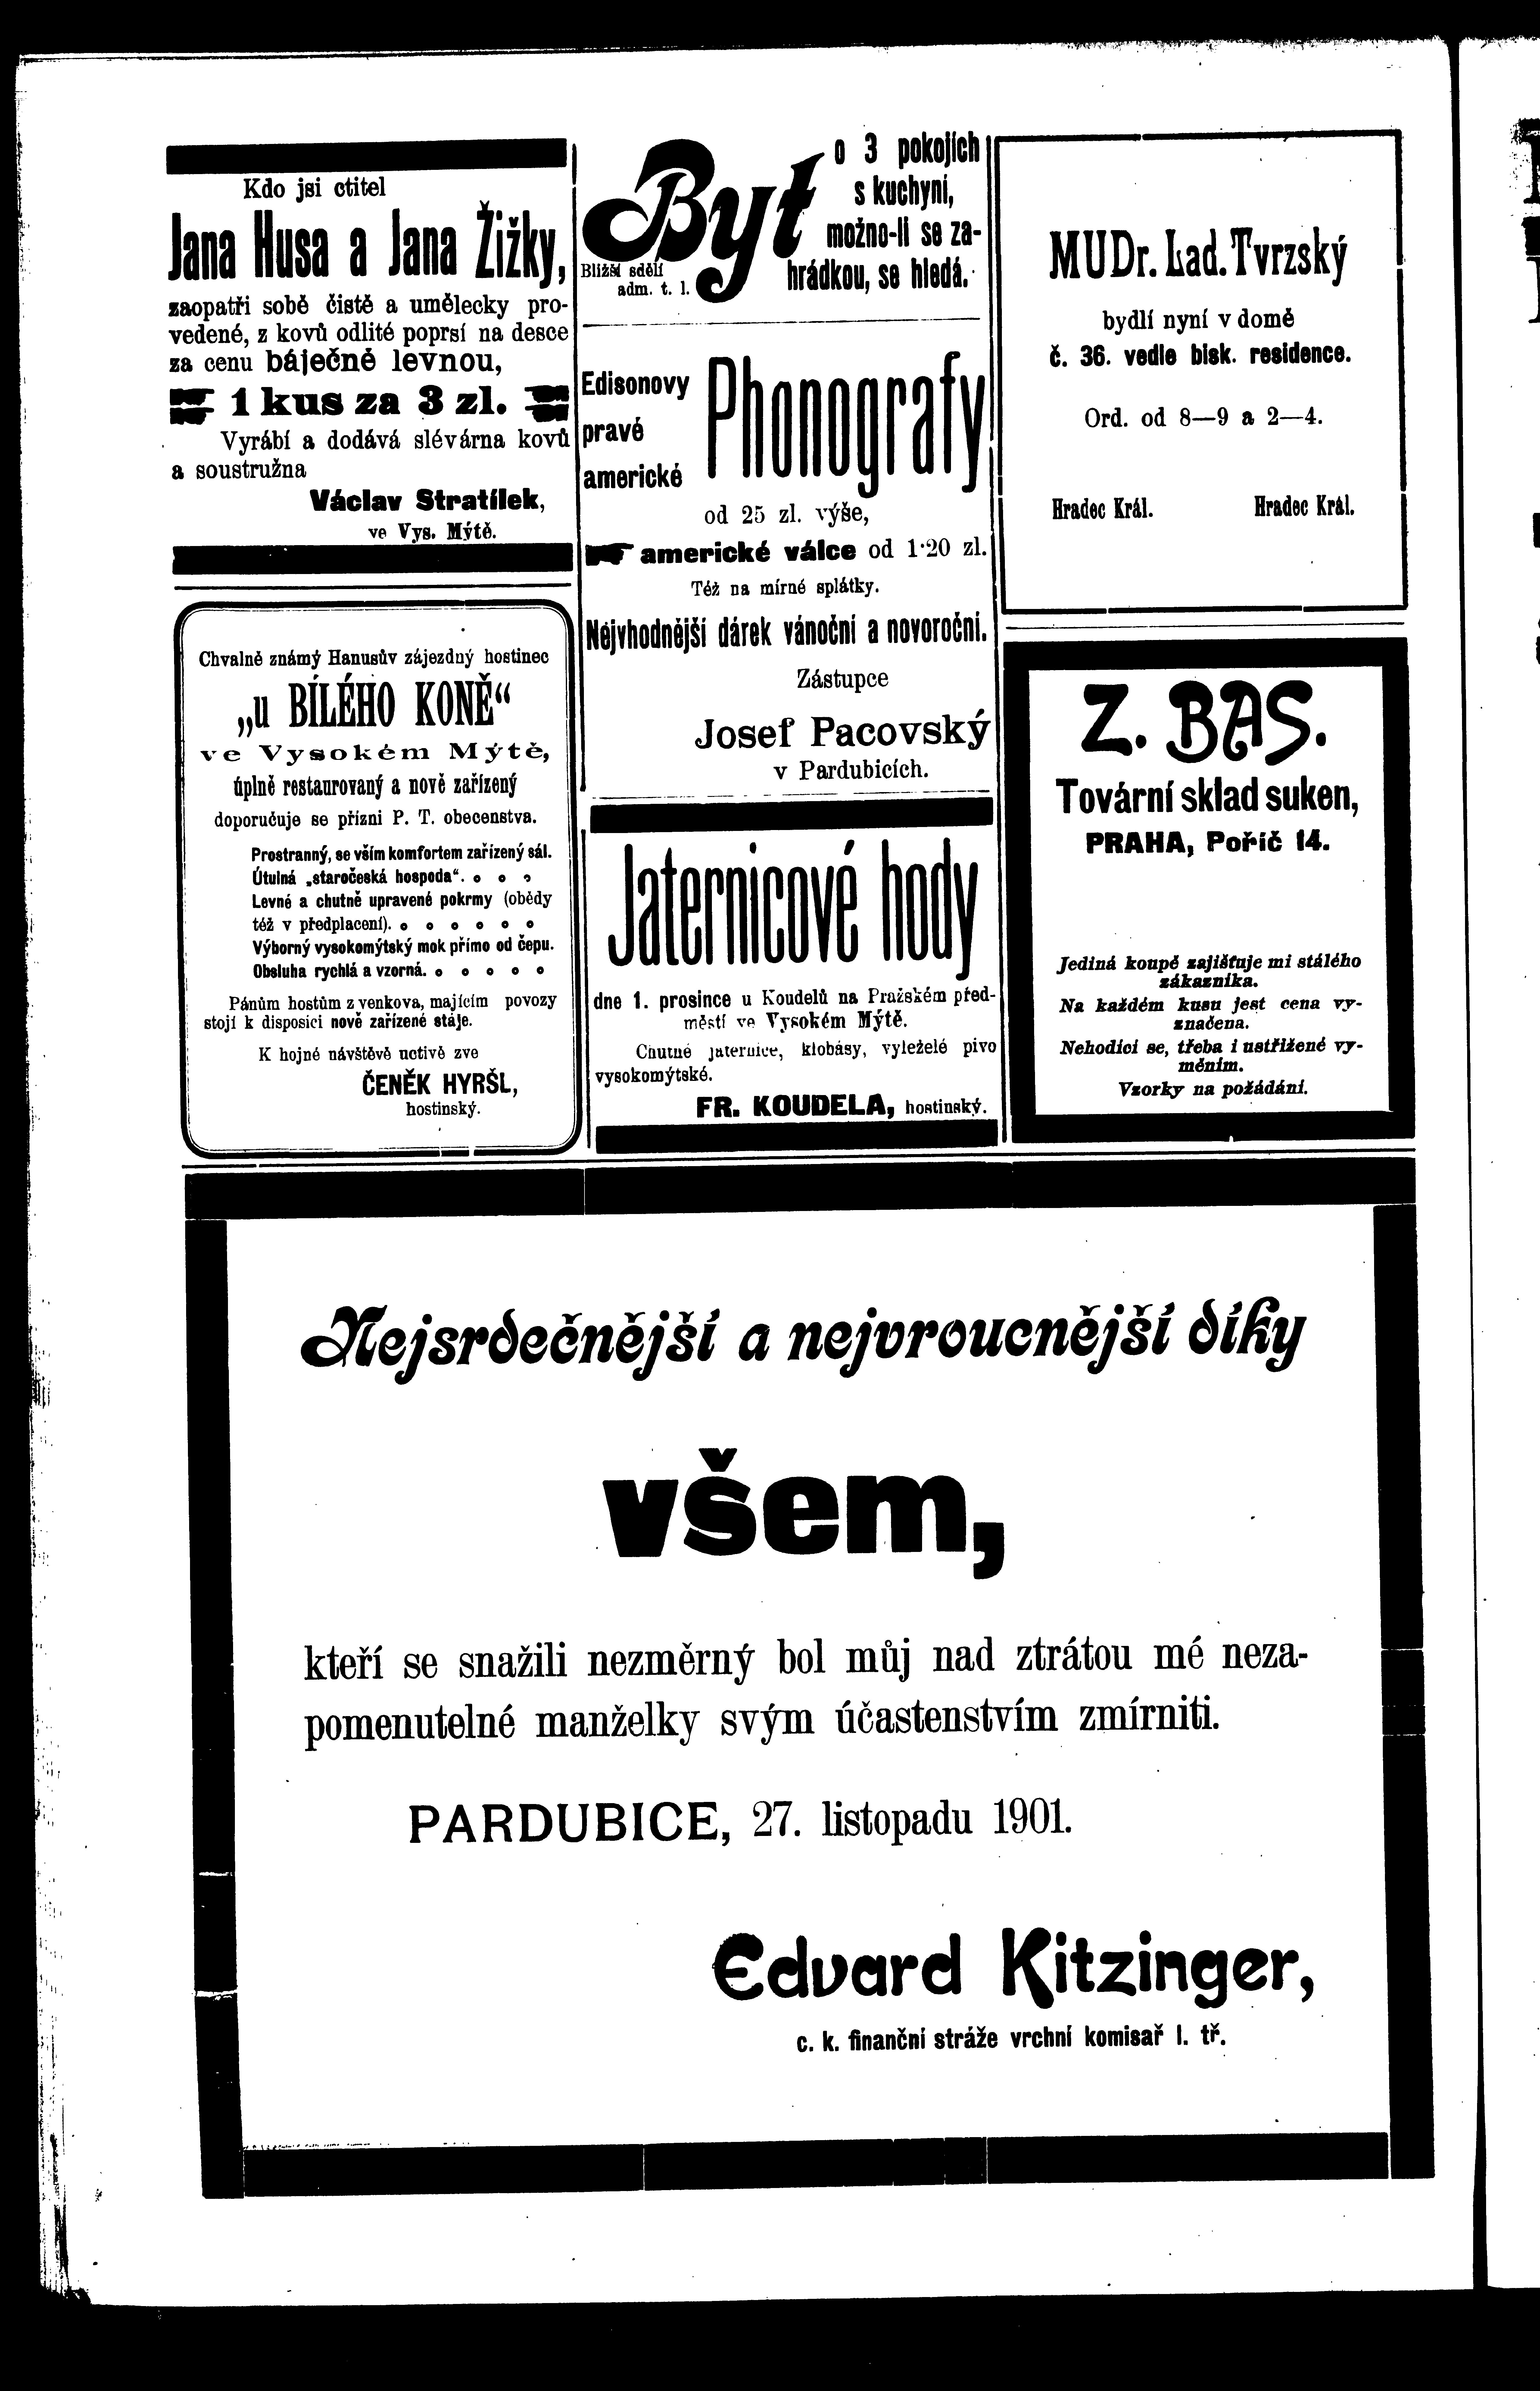 Kdo jsi ctitel
Jana Husa a Jana Žižky,
zaopatři sobě čistě a umělecky pro-
vedené, z kovů odlité poprsí na desce
za cenu báječně levnou,
1 kus za 3 zl.
Vyrábí a dodává slévárna kovů
a soustružna
Václav Stratílek,
ve Vys. Mýtě.
Chvalně známý Hanusův zájezdný hostinec
„u BÍLÉHO KONĚ“
ve Vysokém Mýtě,
úplně restaurovaný a nově zařízený
doporučuje se přízni P. T. obecenstva.
Prostranný, se vším komfortem zařízený sál.
Útulná „staročeská hospoda“.
Levné a chutně upravené pokrmy (obědy
též v předplacení).
Výborný vysokomýtský mok přímo od čepu.
Obsluha rychlá a vzorná.
Pánům hostům z venkova, majícím povozy
stojí k disposici nově zařízené stáje.
K hojné návštěvě uctivě zve
ČENĚK HYRŠL,
hostinský.
Byt
o 3 pokojích
s kuchyní,
možno-li se za-
hrádkou, se hledá.
Bližší sdělí
adm. t. l.
Edisonovy
pravé
americké
Phonografy
od 25 zl. výše,
americké válce od 1·20 zl.
Též na mírné splátky.
Nejvhodnější dárek vánoční a novoroční.
Zástupce
Josef Pacovský
v Pardubicích.
Jaternicové hody
dne 1. prosince u Koudelů na Pražském před-
městí ve Vysokém Mýtě.
Chutné jaternice, klobásy, vyleželé pivo
vysokomýtské.
FR. KOUDELA, hostinský.
MUDr. Lad. Tvrzský
bydlí nyní v domě
č. 36. vedle bisk. residence.
Ord. od 8—9 a 2—4.
Hradec Král. Hradec Král.
Z. BAS.
Tovární sklad suken,
PRAHA, Poříč 14.
Jediná koupě zajišťuje mi stálého
zákazníka.
Na každém kusu jest cena vy-
značena.
Nehodící se, třeba i ustřižené vy-
měním.
Vzorky na požádání.
Nejsrdečnější a nejvroucnější díky
všem,
kteří se snažili nezměrný bol můj nad ztrátou mé neza-
pomenutelné manželky svým účastenstvím zmírniti.
PARDUBICE, 27. listopadu 1901.
Edvard Kitzinger,
c. k. finanční stráže vrchní komisař I. tř.